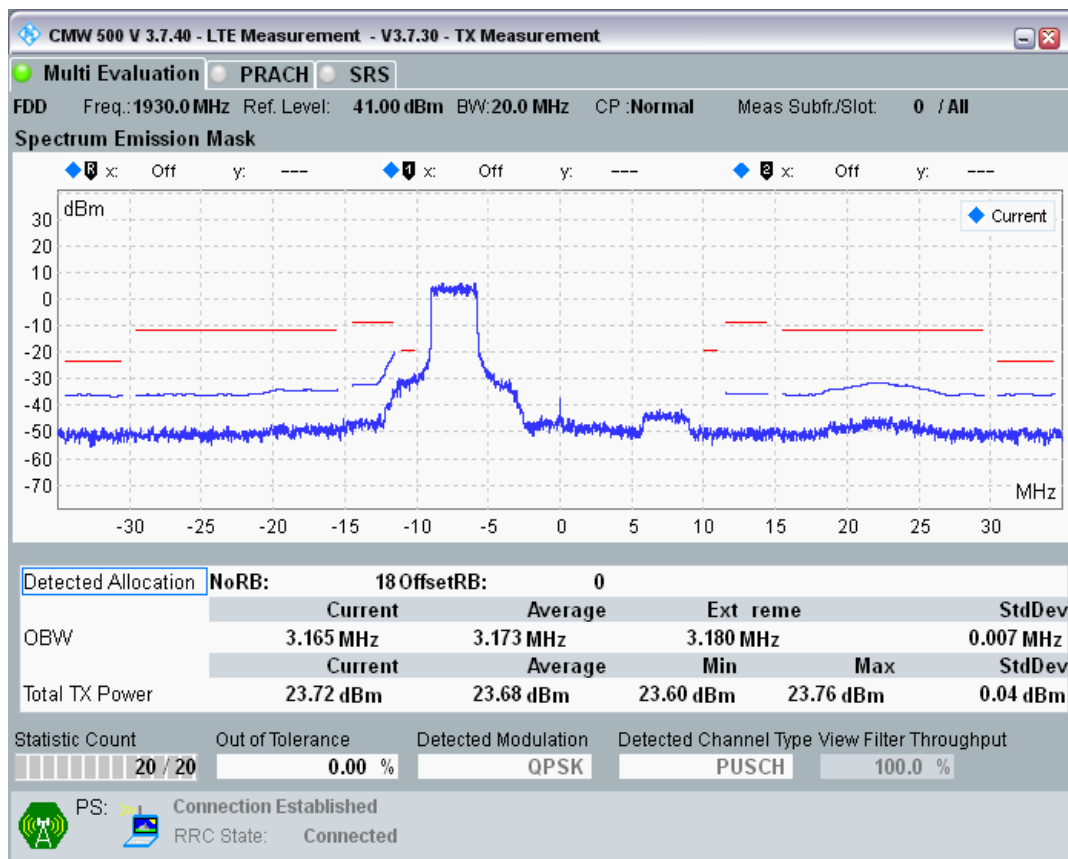 CMW 500 V 3.7.40 - LTE Measurement - V3.7.30 - TX Measurement
Multi Evaluation PRACH SRS
FDD Freq.: 1930.0 MHz Ref. Level: 41.00 dBm BW: 20.0 MHz CP : Normal Meas Subfr./Slot: 0 / All
Spectrum Emission Mask
R x: Off y: --- 1 x: Off y: --- 2 x: Off y: ---
dBm
Current
30
20
10
0
-10
-20
-30
-40
-50
-60
-70
MHz
-30 -25 -20 -15 -10 -5 0 5 10 15 20 25 30
Detected Allocation NoRB: 18 OffsetRB: 0
Current Average Ext reme StdDev
OBW 3.165 MHz 3.173 MHz 3.180 MHz 0.007 MHz
Current Average Min Max StdDev
Total TX Power 23.72 dBm 23.68 dBm 23.60 dBm 23.76 dBm 0.04 dBm
Statistic Count Out of Tolerance Detected Modulation Detected Channel Type View Filter Throughput
20 / 20 0.00 % QPSK PUSCH 100.0 %
PS: Connection Established
RRC State: Connected